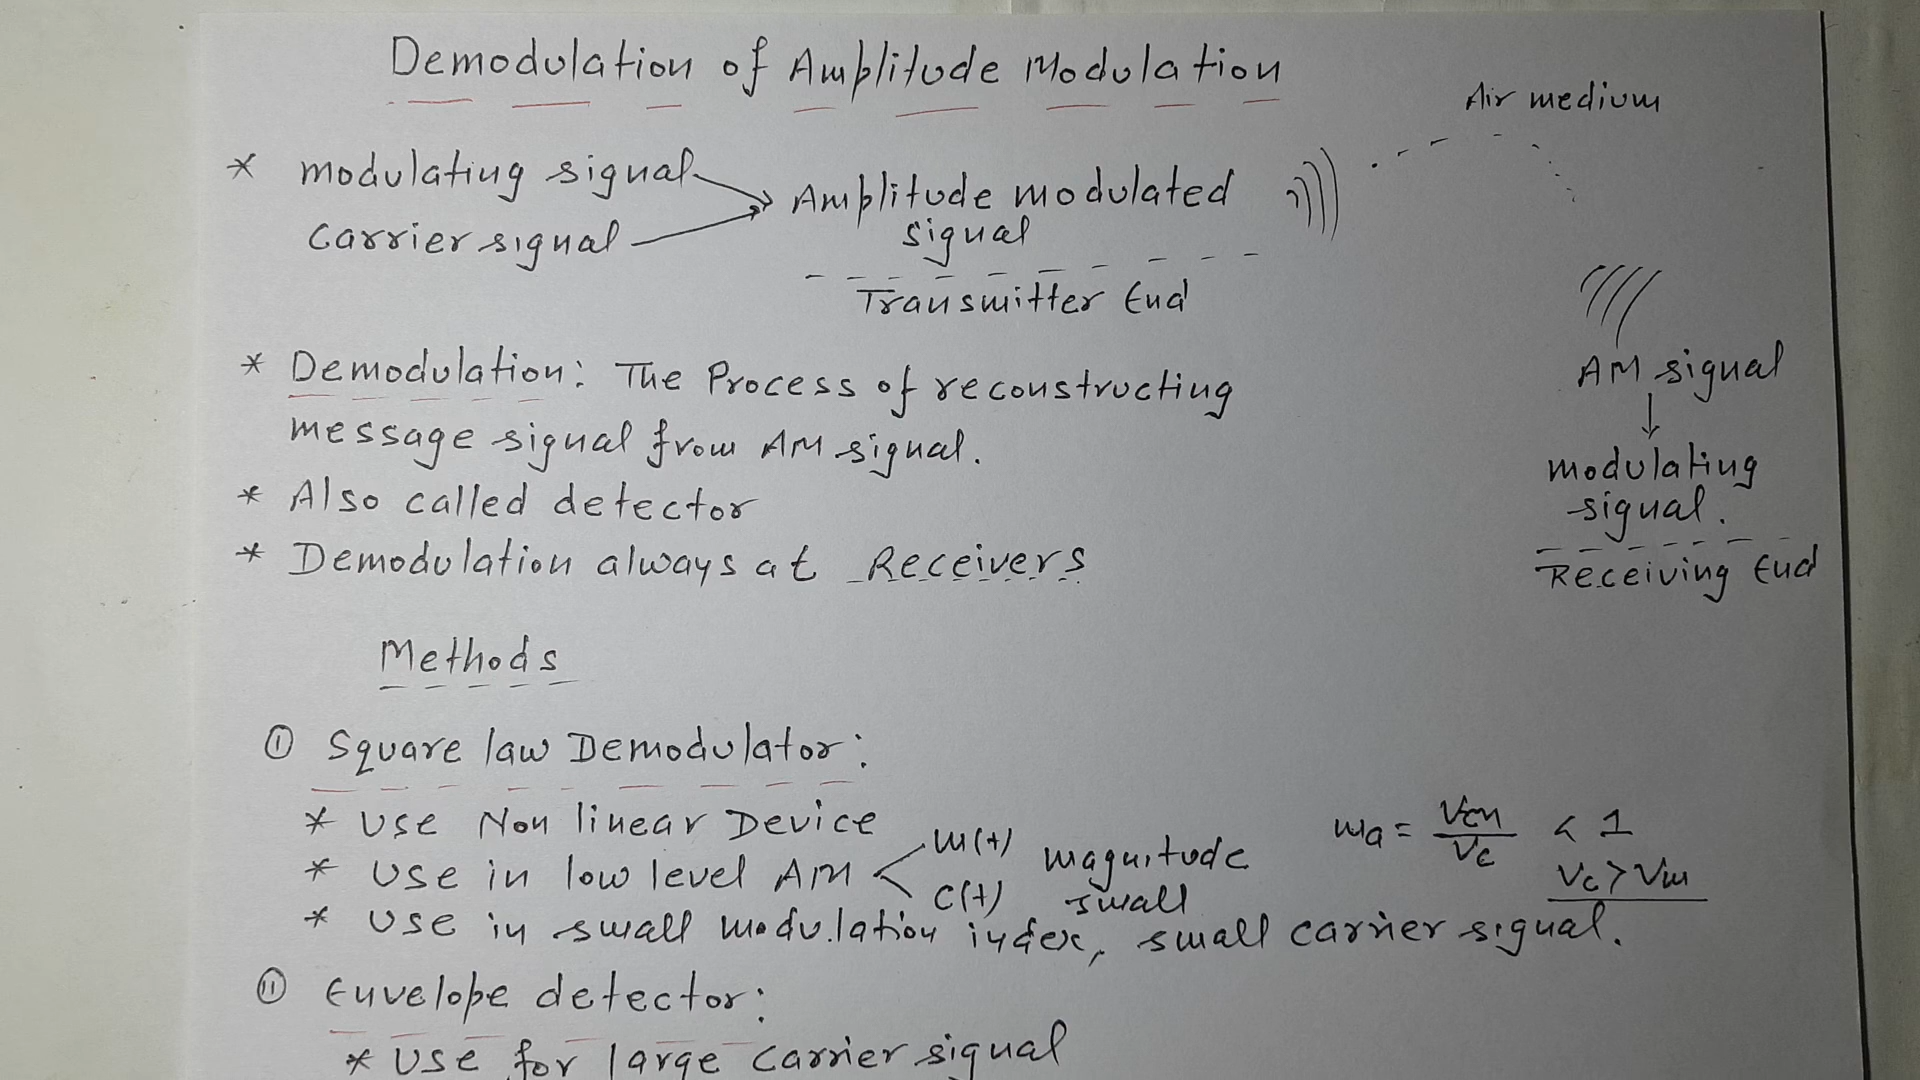 Demodulation of Amplitude Modulation
Air medium
* modulating signal
carrier signal
Amplitude modulated
signal
Transmitter End
AM signal
modulating
signal.
Receiving End
* Demodulation: The Process of reconstructing
message signal from AM signal.
* Also called detector
* Demodulation always at Receivers
Methods
① Square law Demodulator:
* Use Non linear Device
* Use in low level AM < m(t) magnitude
c(t) small
ma = Vm/Vc < 1
Vc > Vm
* Use in small modulation index, small carrier signal.
⑪ Envelope detector:
* Use for large carrier signal